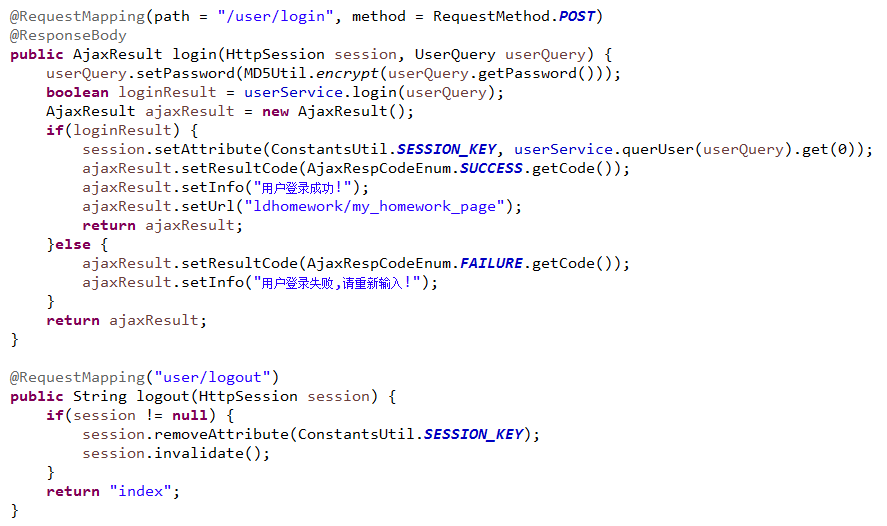 @RequestMapping(path = "/user/login", method = RequestMethod.POST)
@ResponseBody
public AjaxResult login(HttpSession session, UserQuery userQuery) {
    userQuery.setPassword(MD5Util.encrypt(userQuery.getPassword()));
    boolean loginResult = userService.login(userQuery);
    AjaxResult ajaxResult = new AjaxResult();
    if(loginResult) {
        session.setAttribute(ConstantsUtil.SESSION_KEY, userService.querUser(userQuery).get(0));
        ajaxResult.setResultCode(AjaxRespCodeEnum.SUCCESS.getCode());
        ajaxResult.setInfo("用户登录成功!");
        ajaxResult.setUrl("ldhomework/my_homework_page");
        return ajaxResult;
    }else {
        ajaxResult.setResultCode(AjaxRespCodeEnum.FAILURE.getCode());
        ajaxResult.setInfo("用户登录失败,请重新输入!");
    }
    return ajaxResult;
}

@RequestMapping("user/logout")
public String logout(HttpSession session) {
    if(session != null) {
        session.removeAttribute(ConstantsUtil.SESSION_KEY);
        session.invalidate();
    }
    return "index";
}